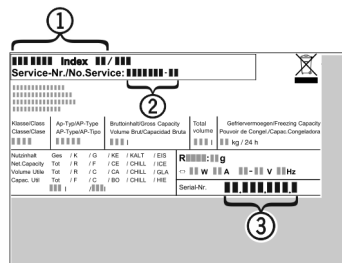 1
Index /
Service-Nr./No.Service: -
2
Klasse/Class Ap-Typ/AP-Type Bruttoinhalt/Gross Capacity Total Gefriervermoegen/Freezing Capacity
Classe/Clase AP-Typ/AP-Tipo Volume Brut/Capacidad Bruta volume Pouvoir de Congel./Capac.Congeladora
l l kg / 24 h
Nutzinhalt Ges / K / G / KE / KALT / EIS
Net Capacity Tot / R / F / CE / CHILL / ICE
Volume Utile Tot / R / C / CA / CHILL / GLA
Capac. Util Tot / F / C / BO / CHILL / HIE
l / l
R : g
W A - V Hz
Serial-Nr. . . .
3